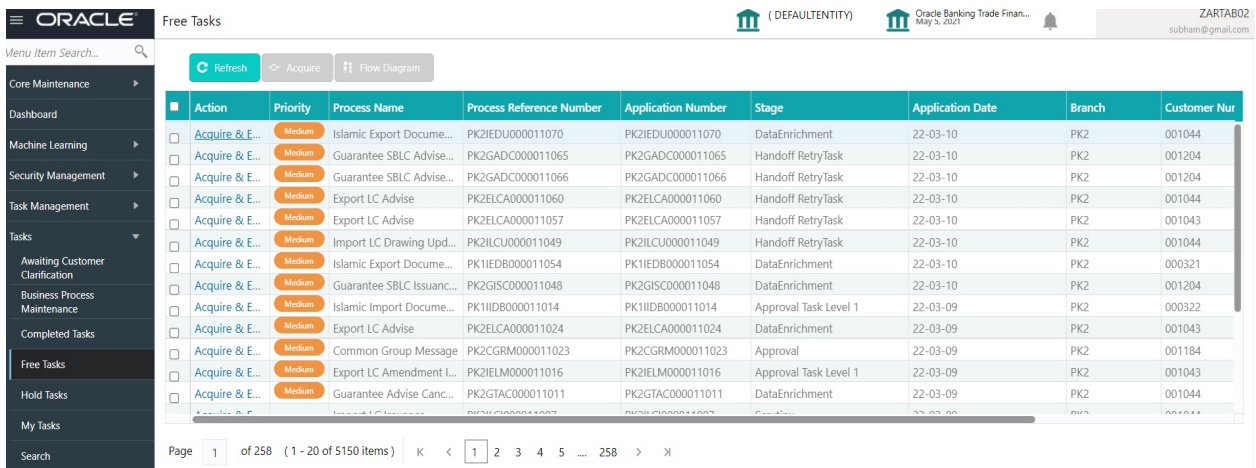 ORACLE
Free Tasks
( DEFAULTENTITY)
Oracle Banking Trade Finan...
May 5, 2021
ZARTAB02
subham@gmail.com
Menu Item Search...
Core Maintenance
Dashboard
Machine Learning
Security Management
Task Management
Tasks
Awaiting Customer
Clarification
Business Process
Maintenance
Completed Tasks
Free Tasks
Hold Tasks
My Tasks
Search
Refresh Acquire Flow Diagram
Action Priority Process Name Process Reference Number Application Number Stage Application Date Branch Customer Nur
Acquire & E... Medium Islamic Export Docume... PK2IEDU000011070 PK2IEDU000011070 DataEnrichment 22-03-10 PK2 001044
Acquire & E... Medium Guarantee SBLC Advise... PK2GADC000011065 PK2GADC000011065 Handoff RetryTask 22-03-10 PK2 001204
Acquire & E... Medium Guarantee SBLC Advise... PK2GADC000011066 PK2GADC000011066 Handoff RetryTask 22-03-10 PK2 001204
Acquire & E... Medium Export LC Advise PK2ELCA000011060 PK2ELCA000011060 Handoff RetryTask 22-03-10 PK2 001044
Acquire & E... Medium Export LC Advise PK2ELCA000011057 PK2ELCA000011057 Handoff RetryTask 22-03-10 PK2 001043
Acquire & E... Medium Import LC Drawing Upd... PK2ILCU000011049 PK2ILCU000011049 Handoff RetryTask 22-03-10 PK2 001044
Acquire & E... Medium Islamic Export Docume... PK1IEDB000011054 PK1IEDB000011054 DataEnrichment 22-03-10 PK2 000321
Acquire & E... Medium Guarantee SBLC Issuanc... PK2GISC000011048 PK2GISC000011048 DataEnrichment 22-03-10 PK2 001204
Acquire & E... Medium Islamic Import Docume... PK1IIDB000011014 PK1IIDB000011014 Approval Task Level 1 22-03-09 PK2 000322
Acquire & E... Medium Export LC Advise PK2ELCA000011024 PK2ELCA000011024 DataEnrichment 22-03-09 PK2 001043
Acquire & E... Medium Common Group Message PK2CGRM000011023 PK2CGRM000011023 Approval 22-03-09 PK2 001184
Acquire & E... Medium Export LC Amendment I... PK2IELM000011016 PK2IELM000011016 Approval Task Level 1 22-03-09 PK2 001043
Acquire & E... Medium Guarantee Advise Canc... PK2GTAC000011011 PK2GTAC000011011 DataEnrichment 22-03-09 PK2 001044
Page 1 of 258 ( 1 - 20 of 5150 items ) 1 2 3 4 5 .... 258